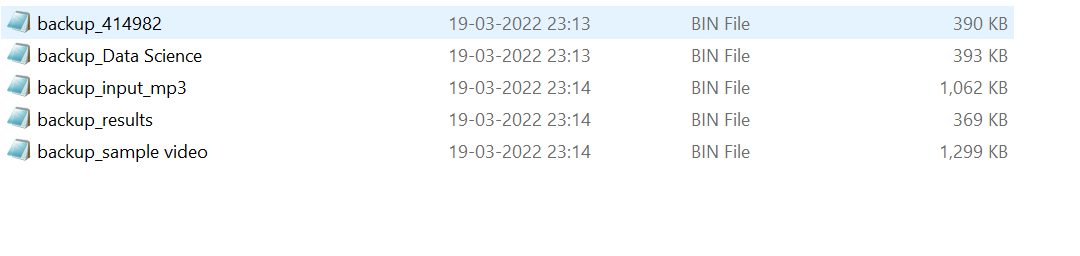 backup_414982 19-03-2022 23:13 BIN File 390 KB
backup_Data Science 19-03-2022 23:13 BIN File 393 KB
backup_input_mp3 19-03-2022 23:14 BIN File 1,062 KB
backup_results 19-03-2022 23:14 BIN File 369 KB
backup_sample video 19-03-2022 23:14 BIN File 1,299 KB